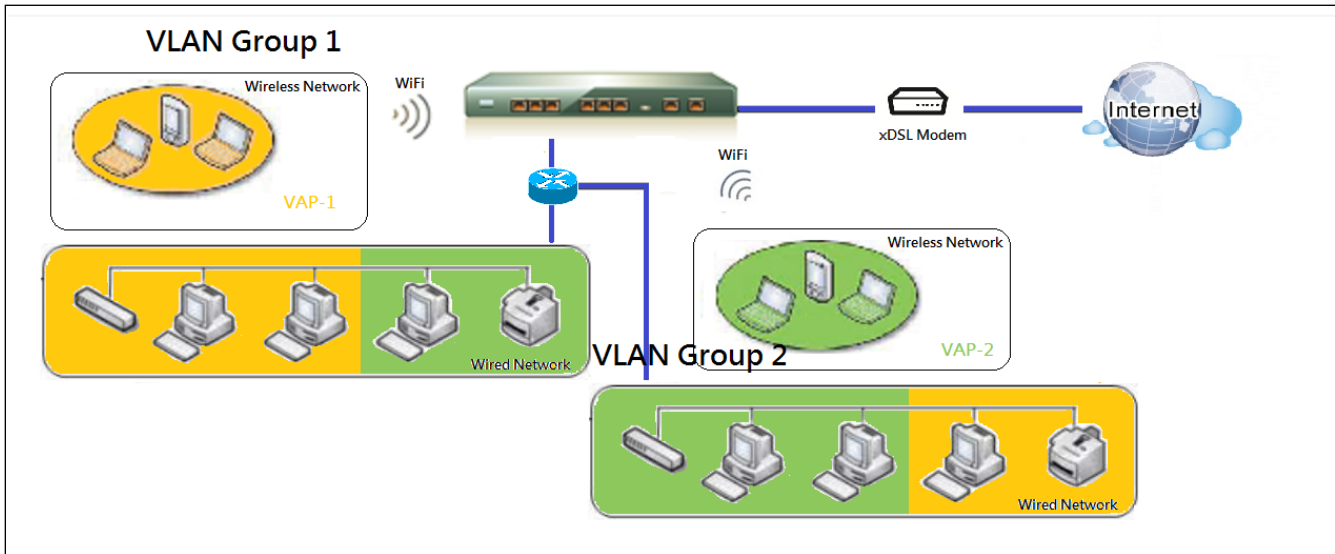 VLAN Group 1
Wireless Network
WiFi
VAP-1
xDSL Modem
Internet
WiFi
Wireless Network
VAP-2
Wired Network
VLAN Group 2
Wired Network